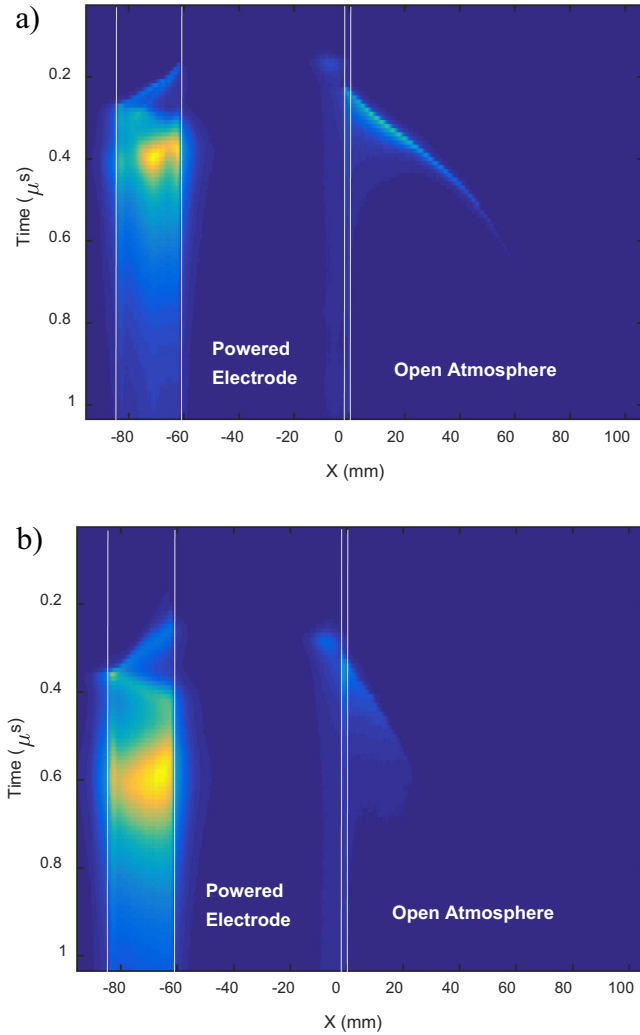 a)
0.2
0.4
0.6
0.8
1
Time (μs)
Powered
Electrode
Open Atmosphere
-80 -60 -40 -20 0 20 40 60 80 100
X (mm)
b)
0.2
0.4
0.6
0.8
1
Time (μs)
Powered
Electrode
Open Atmosphere
-80 -60 -40 -20 0 20 40 60 80 100
X (mm)